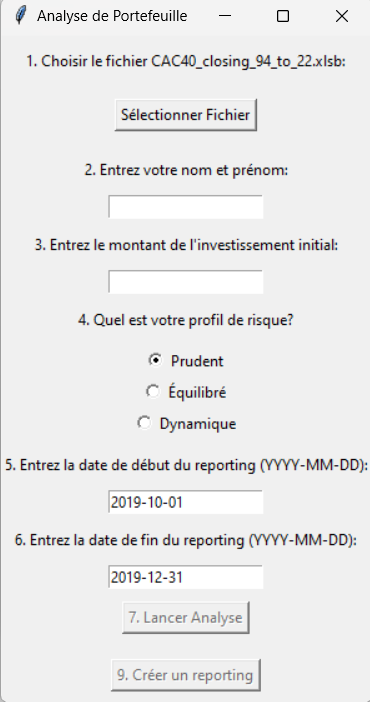 Analyse de Portefeuille
1. Choisir le fichier CAC40_closing_94_to_22.xlsb:
Sélectionner Fichier
2. Entrez votre nom et prénom:
3. Entrez le montant de l'investissement initial:
4. Quel est votre profil de risque?
Prudent
Équilibré
Dynamique
5. Entrez la date de début du reporting (YYYY-MM-DD):
2019-10-01
6. Entrez la date de fin du reporting (YYYY-MM-DD):
2019-12-31
7. Lancer Analyse
9. Créer un reporting